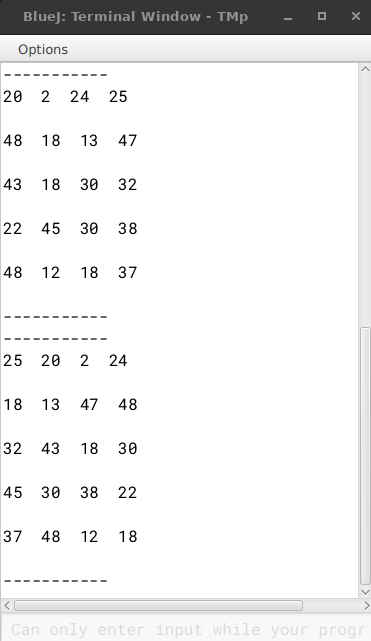 BlueJ: Terminal Window - TMp
Options
-----------
20  2  24  25
48  18  13  47
43  18  30  32
22  45  30  38
48  12  18  37
-----------
-----------
25  20  2  24
18  13  47  48
32  43  18  30
45  30  38  22
37  48  12  18
-----------
Can only enter input while your progr